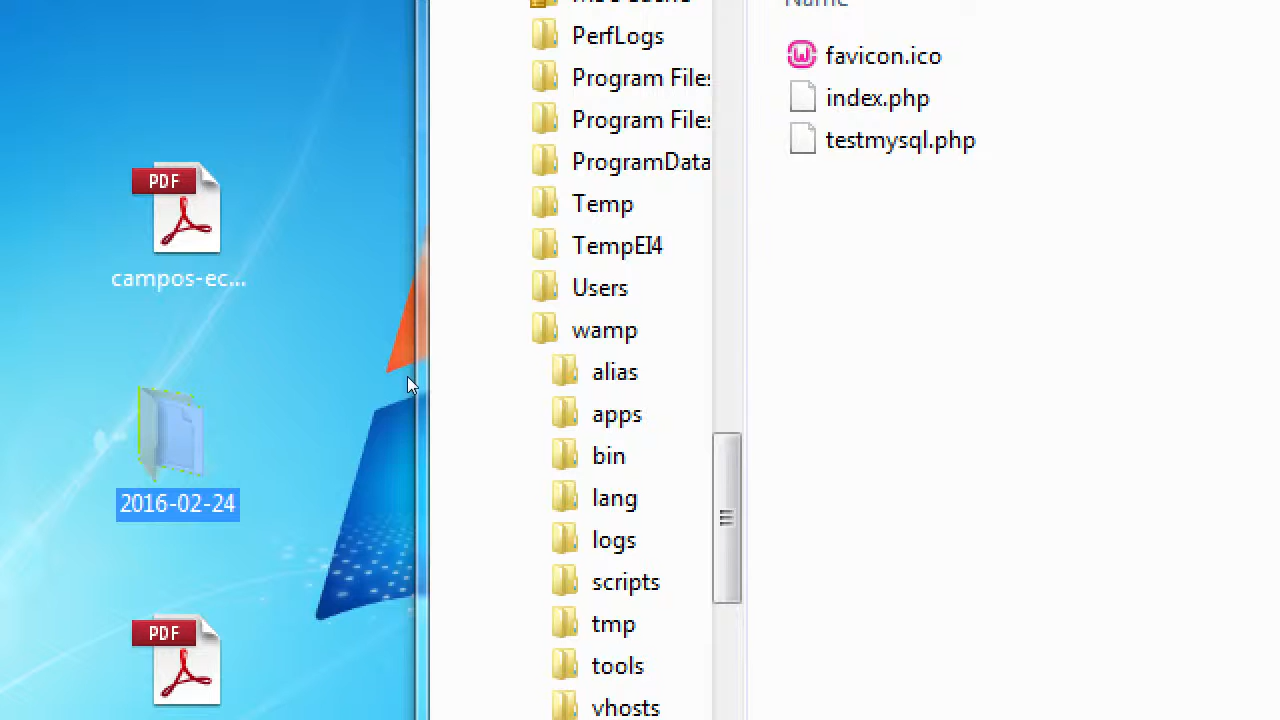 PDF
campos-ec...
2016-02-24
PDF
PerfLogs
Program Files
Program Files
ProgramData
Temp
TempEI4
Users
wamp
alias
apps
bin
lang
logs
scripts
tmp
tools
vhosts
Name
favicon.ico
index.php
testmysql.php